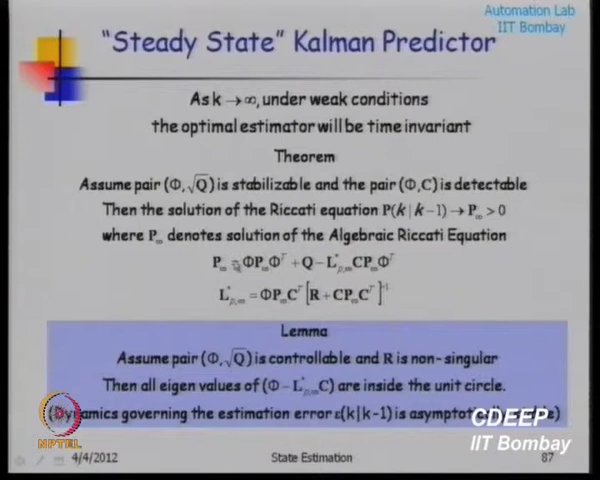 Automation Lab
IIT Bombay
"Steady State" Kalman Predictor
As k → ∞, under weak conditions
the optimal estimator will be time invariant
Theorem
Assume pair (Φ, √Q) is stabilizable and the pair (Φ, C) is detectable
Then the solution of the Riccati equation P(k | k−1) → P∞ > 0
where P∞ denotes solution of the Algebraic Riccati Equation
P∞ = ΦP∞Φᵀ + Q − L*p,∞CP∞Φᵀ
L*p,∞ = ΦP∞Cᵀ [R + CP∞Cᵀ]⁻¹
Lemma
Assume pair (Φ, √Q) is controllable and R is non-singular
Then all eigen values of (Φ − L*p,∞C) are inside the unit circle.
(Dynamics governing the estimation error ε(k|k-1) is
CDEEP
IIT Bombay
NPTEL
4/4/2012
State Estimation
87